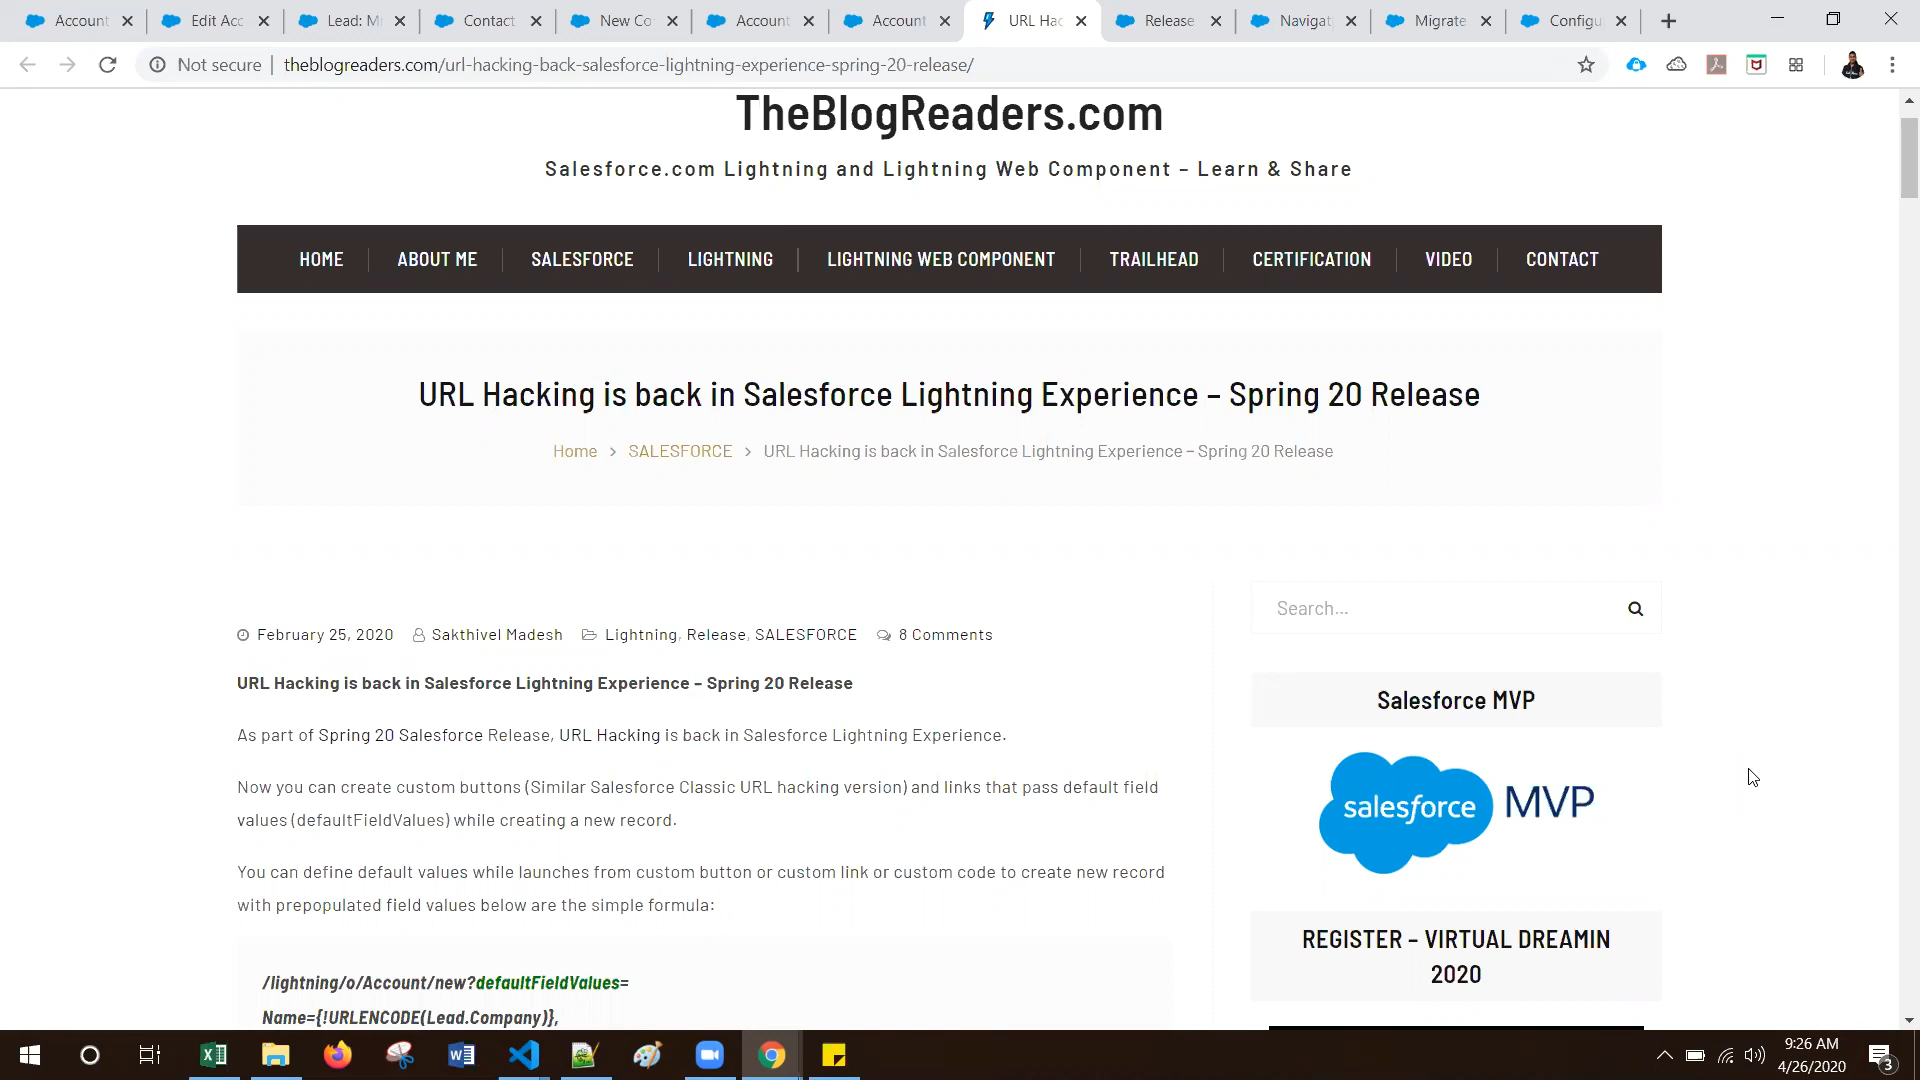 Account
Edit Acc
Lead: M
Contact
New Co
Account
Account
URL Hac
Release
Navigat
Migrate
Configu
Not secure
theblogreaders.com/url-hacking-back-salesforce-lightning-experience-spring-20-release/
TheBlogReaders.com
Salesforce.com Lightning and Lightning Web Component – Learn & Share
HOME
ABOUT ME
SALESFORCE
LIGHTNING
LIGHTNING WEB COMPONENT
TRAILHEAD
CERTIFICATION
VIDEO
CONTACT
URL Hacking is back in Salesforce Lightning Experience – Spring 20 Release
Home > SALESFORCE > URL Hacking is back in Salesforce Lightning Experience – Spring 20 Release
February 25, 2020 Sakthivel Madesh Lightning, Release, SALESFORCE 8 Comments
URL Hacking is back in Salesforce Lightning Experience – Spring 20 Release
As part of Spring 20 Salesforce Release, URL Hacking is back in Salesforce Lightning Experience.
Now you can create custom buttons (Similar Salesforce Classic URL hacking version) and links that pass default field
values (defaultFieldValues) while creating a new record.
You can define default values while launches from custom button or custom link or custom code to create new record
with prepopulated field values below are the simple formula:
/lightning/o/Account/new?defaultFieldValues=
Name={!URLENCODE(Lead.Company)},
Search...
Salesforce MVP
salesforce MVP
REGISTER – VIRTUAL DREAMIN
2020
9:26 AM
4/26/2020
3